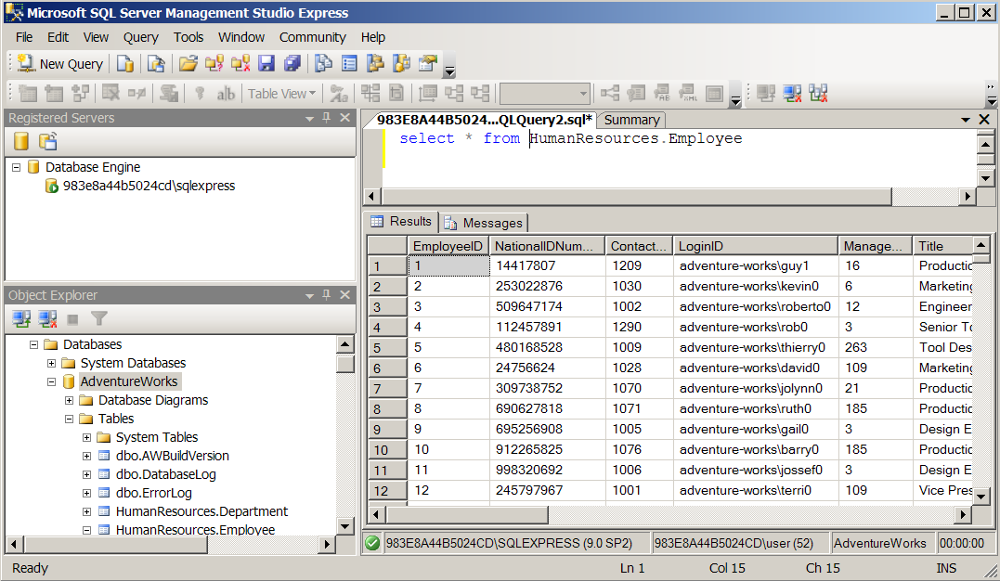 Microsoft SQL Server Management Studio Express
File Edit View Query Tools Window Community Help
New Query
Table View
Registered Servers
Database Engine
983e8a44b5024cd\sqlexpress
Object Explorer
Databases
System Databases
AdventureWorks
Database Diagrams
Tables
System Tables
dbo.AWBuildVersion
dbo.DatabaseLog
dbo.ErrorLog
HumanResources.Department
HumanResources.Employee
983E8A44B5024...QLQuery2.sql* Summary
select * from HumanResources.Employee
Results Messages
EmployeeID NationalIDNum... Contact... LoginID Manage... Title
1 1 14417807 1209 adventure-works\guy1 16 Productic
2 2 253022876 1030 adventure-works\kevin0 6 Marketing
3 3 509647174 1002 adventure-works\roberto0 12 Engineer
4 4 112457891 1290 adventure-works\rob0 3 Senior To
5 5 480168528 1009 adventure-works\thierry0 263 Tool Des
6 6 24756624 1028 adventure-works\david0 109 Marketing
7 7 309738752 1070 adventure-works\jolynn0 21 Productic
8 8 690627818 1071 adventure-works\ruth0 185 Productic
9 9 695256908 1005 adventure-works\gail0 3 Design E
10 10 912265825 1076 adventure-works\barry0 185 Productic
11 11 998320692 1006 adventure-works\jossef0 3 Design E
12 12 245797967 1001 adventure-works\terri0 109 Vice Pres
983E8A44B5024CD\SQLEXPRESS (9.0 SP2) 983E8A44B5024CD\user (52) AdventureWorks 00:00:00
Ready Ln 1 Col 15 Ch 15 INS